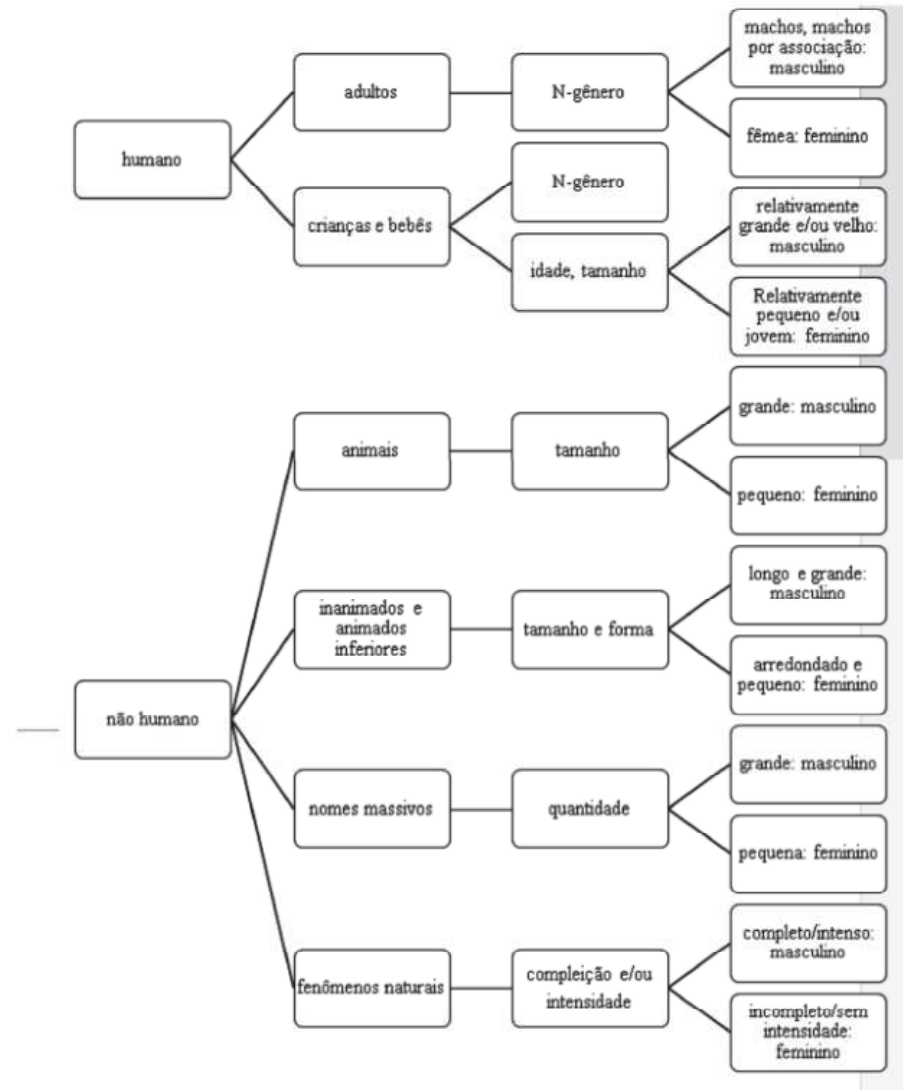 machos, machos
por associação:
masculino
adultos
N-gênero
fêmea: feminino
humano
N-gênero
crianças e bebês
relativamente
grande e/ou velho:
masculino
idade, tamanho
Relativamente
pequeno e/ou
jovem: feminino
grande: masculino
animais
tamanho
pequeno: feminino
longo e grande:
masculino
inanimados e
animados
inferiores
tamanho e forma
arredondado e
pequeno: feminino
não humano
grande: masculino
nomes massivos
quantidade
pequena: feminino
completo/intenso:
masculino
fenômenos naturais
compleição e/ou
intensidade
incompleto/sem
intensidade:
feminino